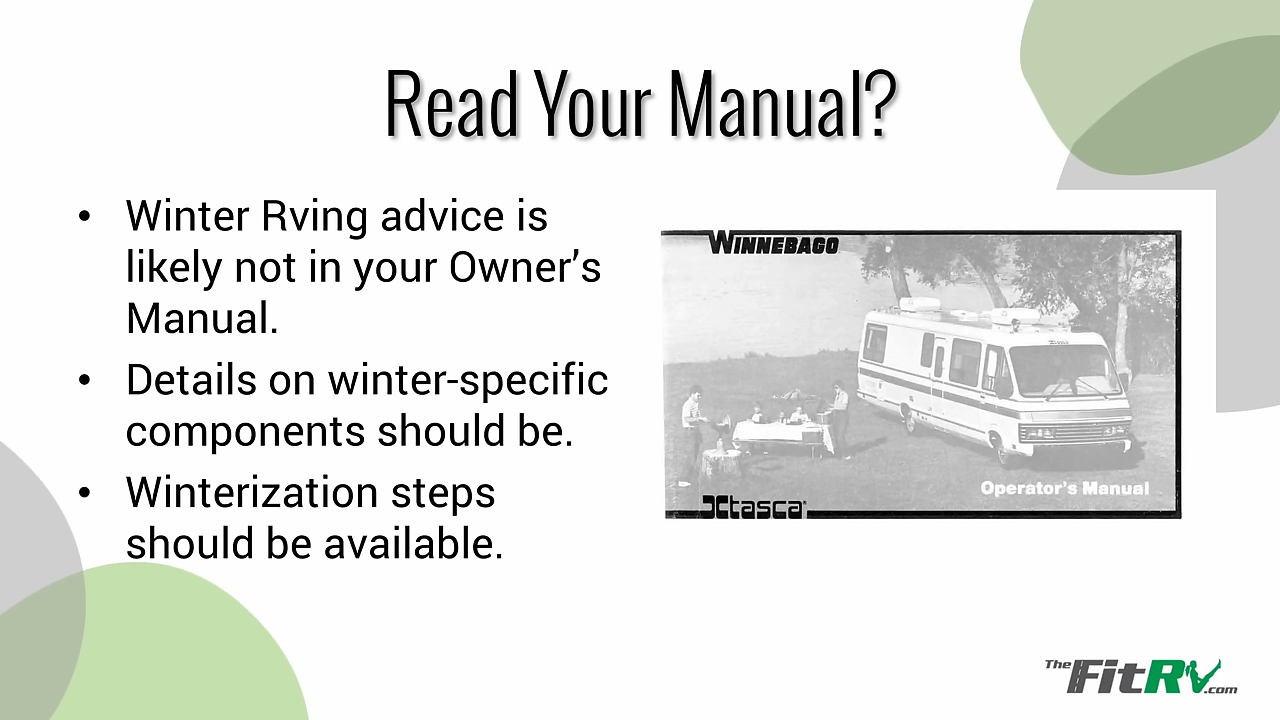 Read Your Manual?
• Winter Rving advice is
likely not in your Owner's
Manual.
• Details on winter-specific
components should be.
• Winterization steps
should be available.
WINNEBAGO
Operator's Manual
Itasca®
The FitRV.com